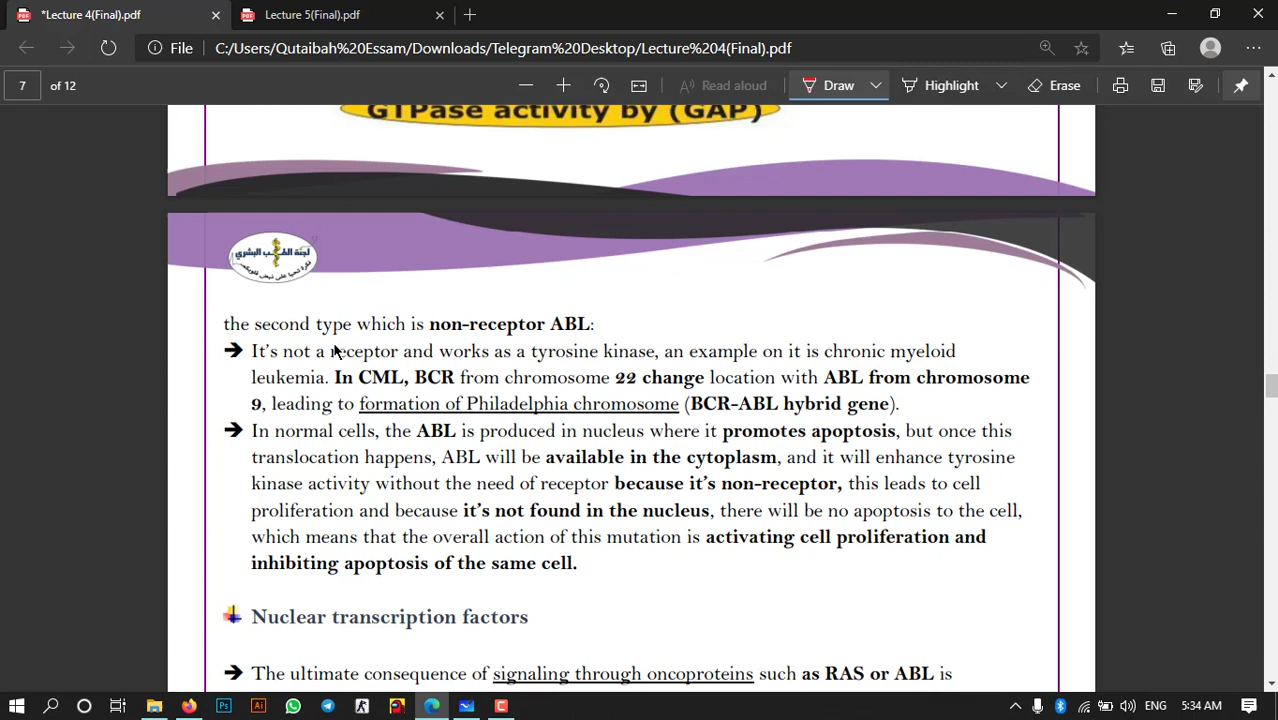 *Lecture 4(Final).pdf
Lecture 5(Final).pdf
File
C:/Users/Qutaibah%20Essam/Downloads/Telegram%20Desktop/Lecture%204(Final).pdf
7 of 12
Read aloud
Draw
Highlight
Erase
GTPase activity by (GAP)
لجنة الطب البشري
the second type which is non-receptor ABL:
It's not a receptor and works as a tyrosine kinase, an example on it is chronic myeloid
leukemia. In CML, BCR from chromosome 22 change location with ABL from chromosome
9, leading to formation of Philadelphia chromosome (BCR-ABL hybrid gene).
In normal cells, the ABL is produced in nucleus where it promotes apoptosis, but once this
translocation happens, ABL will be available in the cytoplasm, and it will enhance tyrosine
kinase activity without the need of receptor because it's non-receptor, this leads to cell
proliferation and because it's not found in the nucleus, there will be no apoptosis to the cell,
which means that the overall action of this mutation is activating cell proliferation and
inhibiting apoptosis of the same cell.
Nuclear transcription factors
The ultimate consequence of signaling through oncoproteins such as RAS or ABL is
Ps
Ai
ENG
5:34 AM